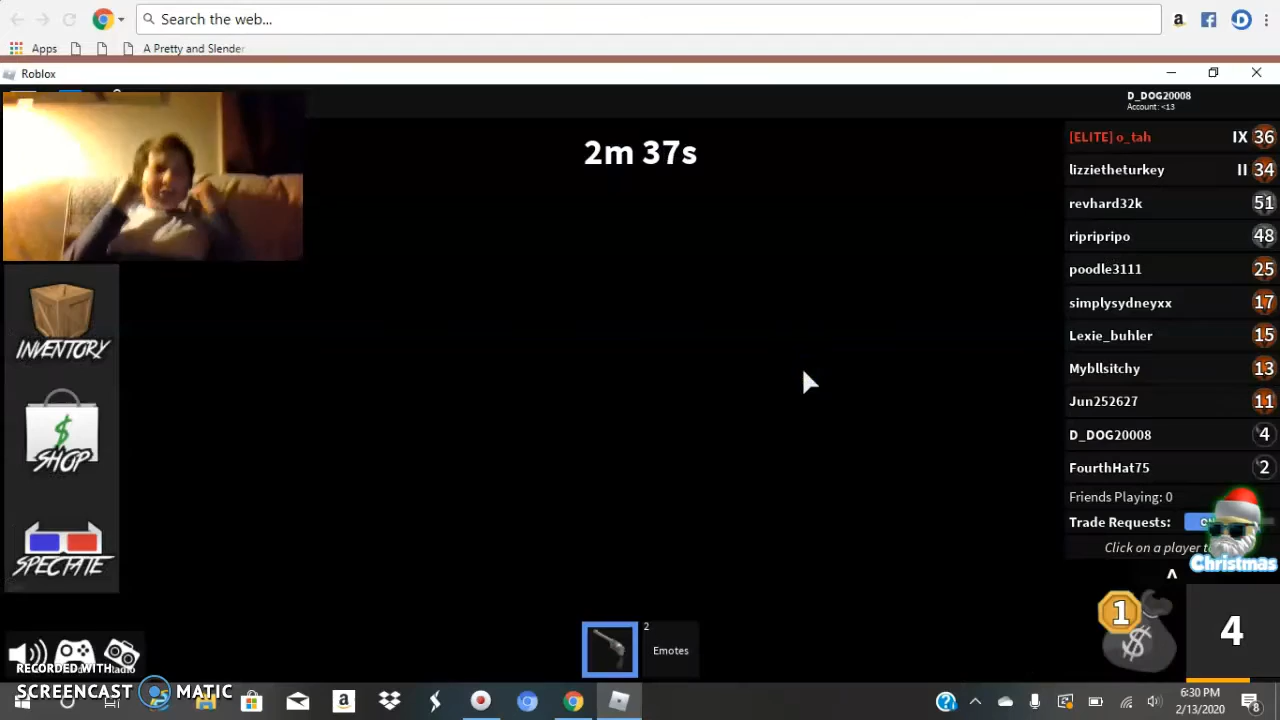 Search the web...
Apps
A Pretty and Slender
Roblox
D_DOG20008
Account: <13
2m 37s
[ELITE] o_tah IX 36
lizzietheturkey II 34
revhard32k 51
ripripripo 48
poodle3111 25
simplysydneyxx 17
Lexie_buhler 15
Mybllsitchy 13
Jun252627 11
D_DOG20008 4
FourthHat75 2
Friends Playing: 0
Trade Requests: ON
Click on a player to
Christmas
INVENTORY
$
SHOP
SPECTATE
2
Emotes
1
$
4
RECORDED WITH
SCREENCAST MATIC
6:30 PM
2/13/2020
8